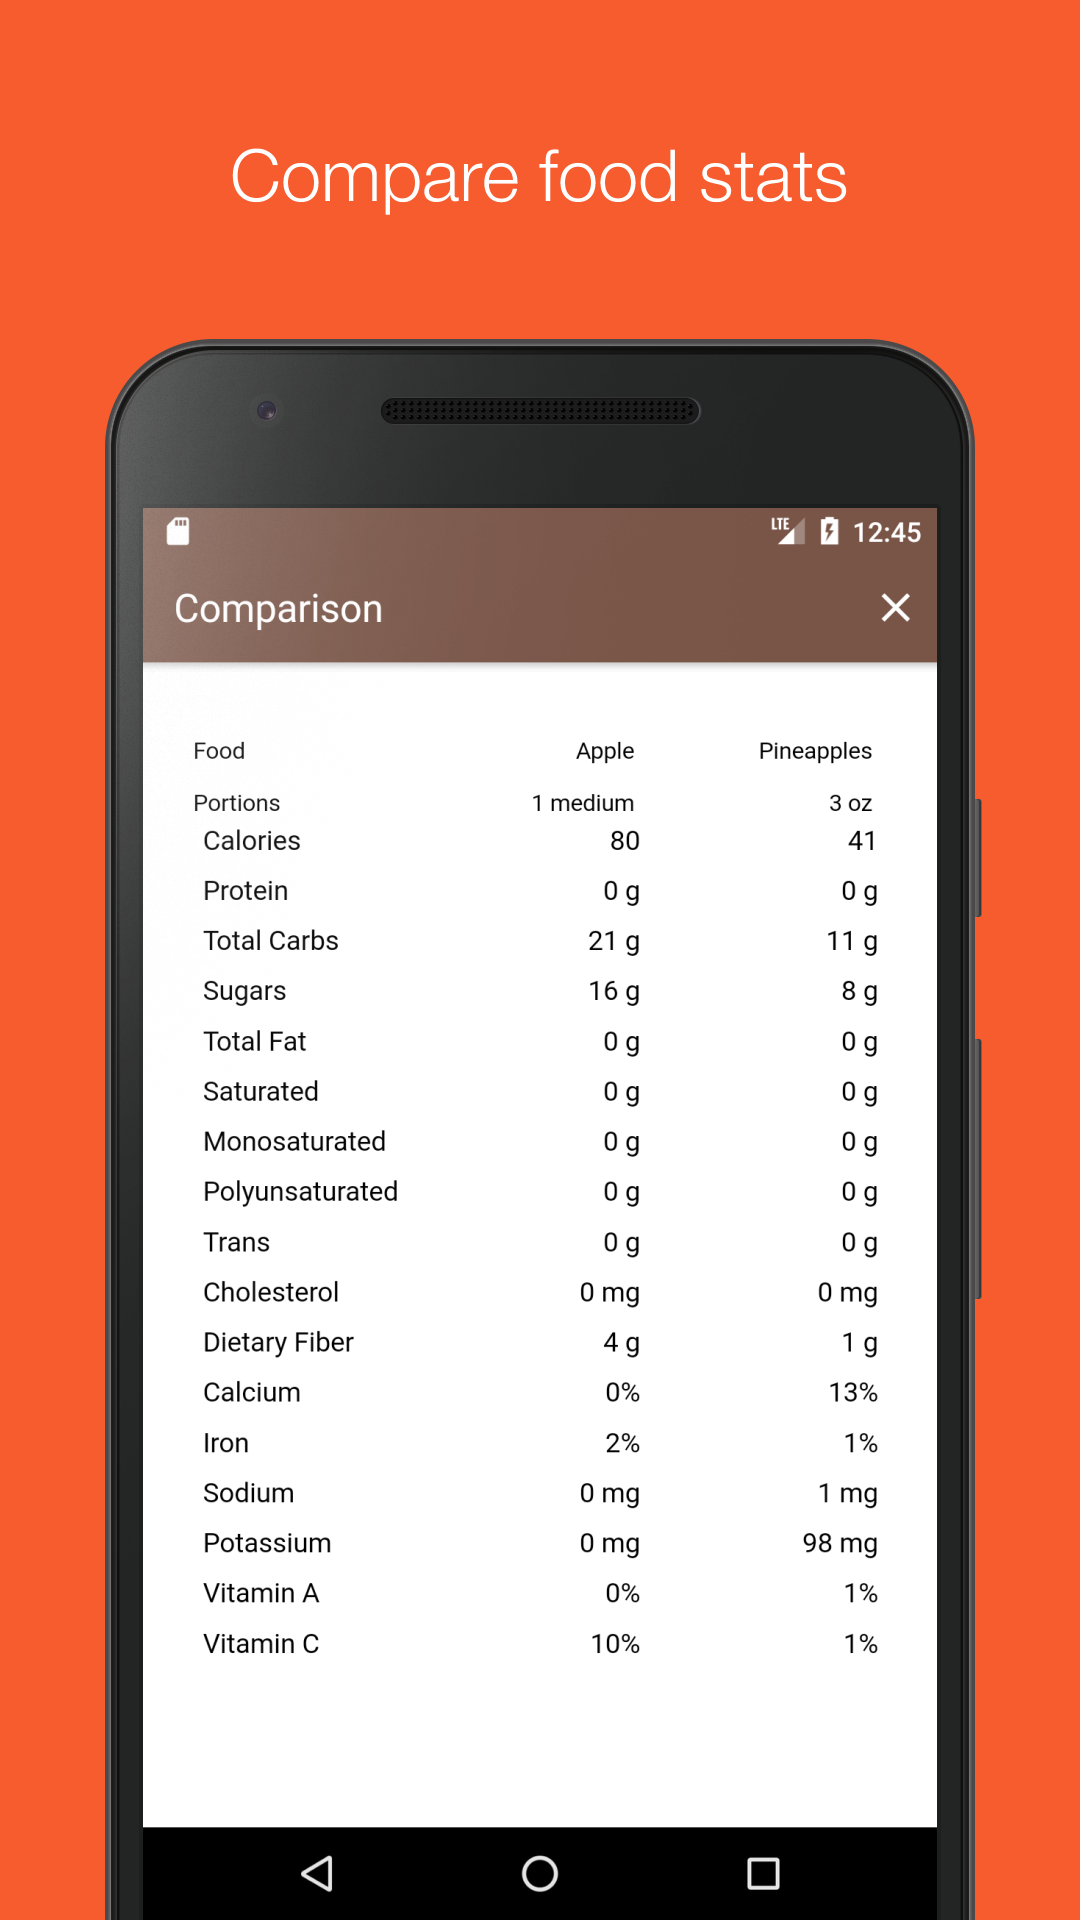 Compare food stats
LTE 12:45
Comparison
Food Apple Pineapples
Portions 1 medium 3 oz
Calories 80 41
Protein 0 g 0 g
Total Carbs 21 g 11 g
Sugars 16 g 8 g
Total Fat 0 g 0 g
Saturated 0 g 0 g
Monosaturated 0 g 0 g
Polyunsaturated 0 g 0 g
Trans 0 g 0 g
Cholesterol 0 mg 0 mg
Dietary Fiber 4 g 1 g
Calcium 0% 13%
Iron 2% 1%
Sodium 0 mg 1 mg
Potassium 0 mg 98 mg
Vitamin A 0% 1%
Vitamin C 10% 1%